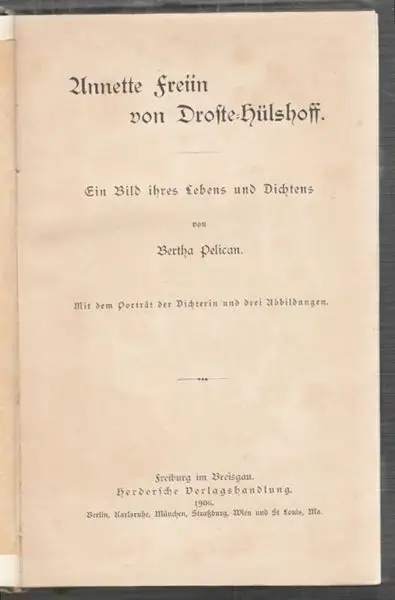 Annette Freiin
von Droste-Hülshoff.
Ein Bild ihres Lebens und Dichtens
von
Bertha Pelican.
Mit dem Porträt der Dichterin und drei Abbildungen.
Freiburg im Breisgau.
Herdersche Verlagshandlung.
1906.
Berlin, Karlsruhe, München, Straßburg, Wien und St Louis, Mo.